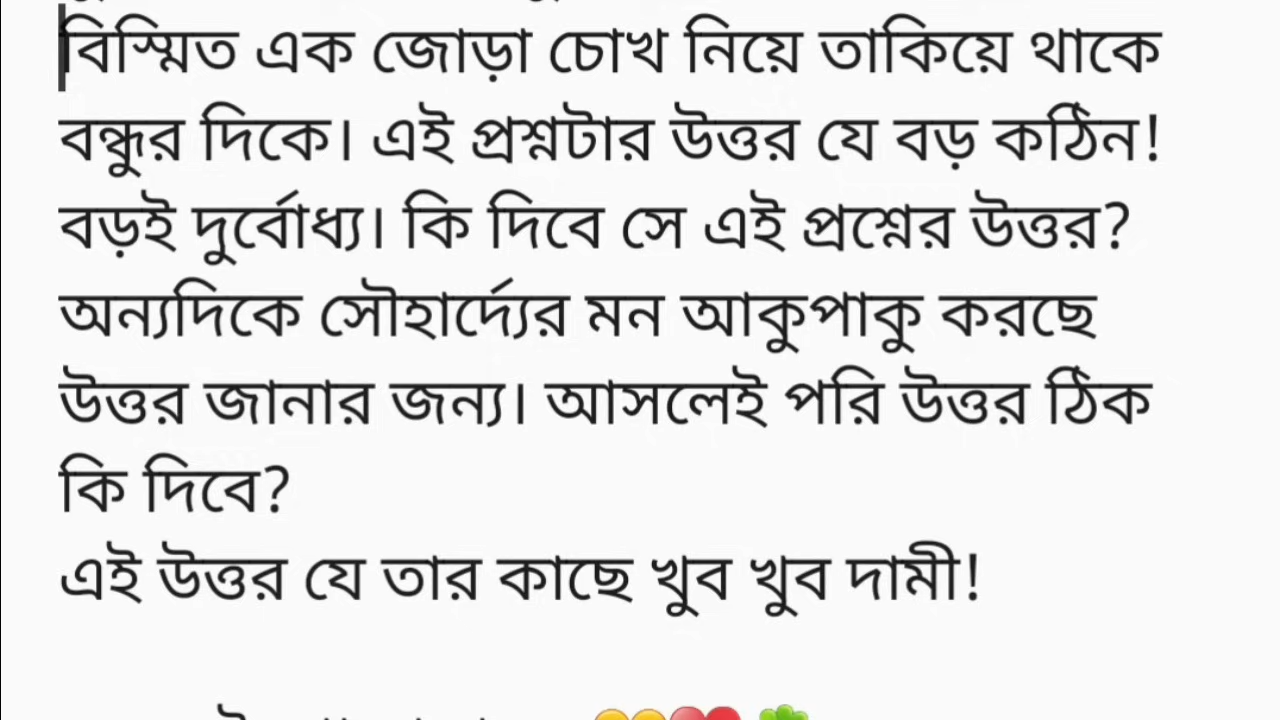 বিস্মিত এক জোড়া চোখ নিয়ে তাকিয়ে থাকে
বন্ধুর দিকে। এই প্রশ্নটার উত্তর যে বড় কঠিন!
বড়ই দুর্বোধ্য। কি দিবে সে এই প্রশ্নের উত্তর?
অন্যদিকে সৌহার্দ্যের মন আকুপাকু করছে
উত্তর জানার জন্য। আসলেই পরি উত্তর ঠিক
কি দিবে?
এই উত্তর যে তার কাছে খুব খুব দামী!